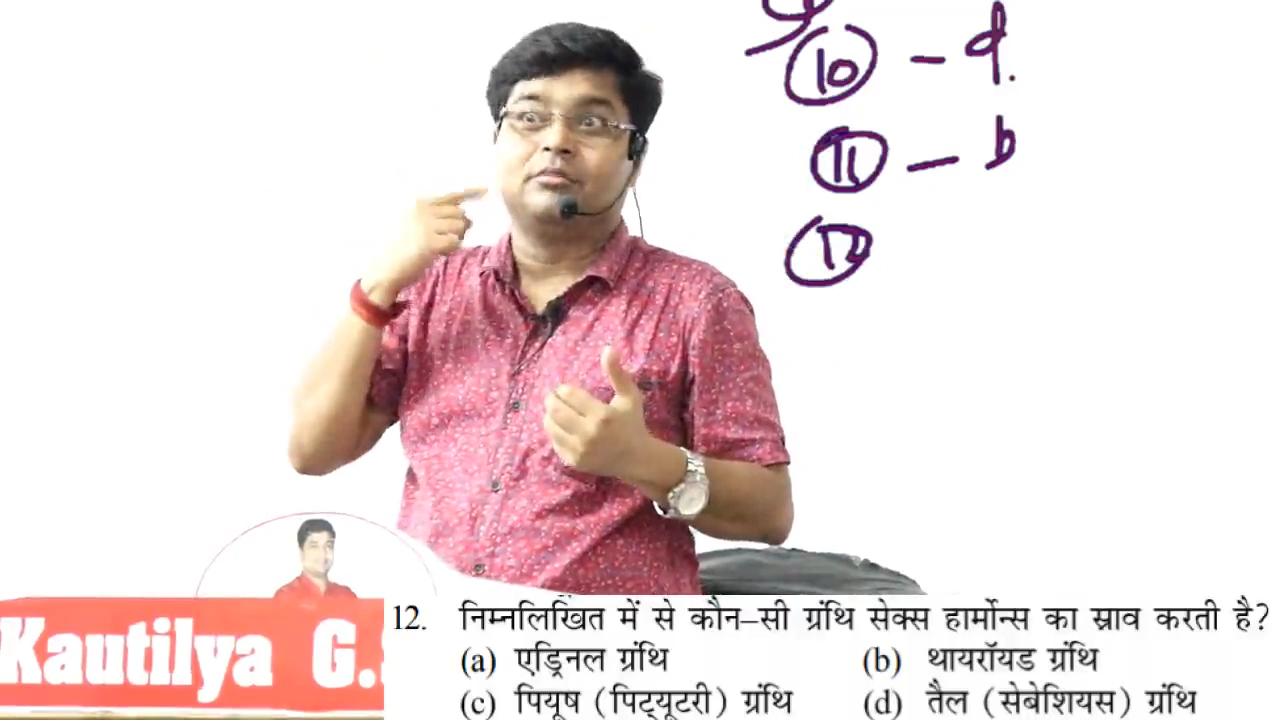 10 - d.
11 - b
12
Kautilya G.
12. निम्नलिखित में से कौन–सी ग्रंथि सेक्स हार्मोन्स का स्राव करती है?
(a) एड्रिनल ग्रंथि (b) थायरॉयड ग्रंथि
(c) पियूष (पिट्यूटरी) ग्रंथि (d) तैल (सेबेशियस) ग्रंथि